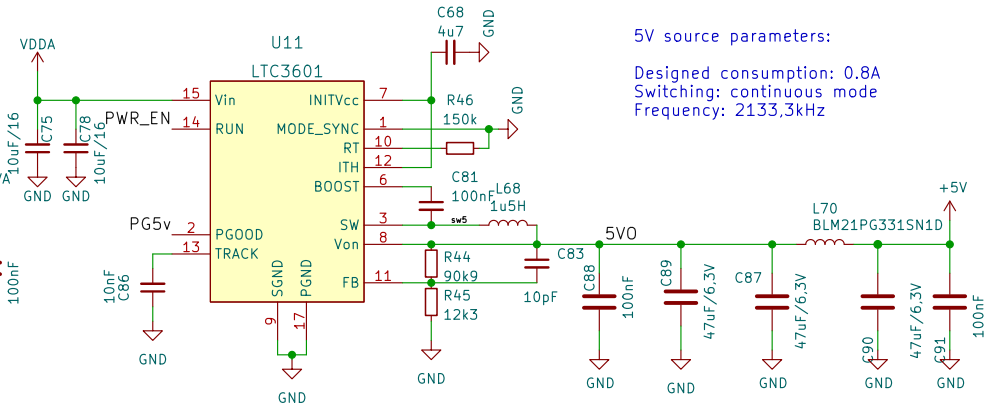 C68
4u7
GND
5V source parameters:
Designed consumption: 0.8A
Switching: continuous mode
Frequency: 2133,3kHz
VDDA
U11
LTC3601
15
Vin
INITVcc
7
R46
150k
GND
C75
10uF/16
C78
10uF/16
PWR_EN
14
RUN
MODE_SYNC
1
RT
10
ITH
12
BOOST
6
C81
100nF
L68
1u5H
GND
GND
VA
PG5v
2
PGOOD
SW
3
sw5
Von
8
5VO
13
TRACK
FB
11
R44
90k9
R45
12k3
C83
10pF
C88
100nF
C89
47uF/6,3V
C87
47uF/6,3V
L70
BLM21PG331SN1D
+5V
C90
47uF/6,3V
C91
100nF
100nF
10nF
C86
SGND
PGND
9
17
GND
GND
GND
GND
GND
GND
GND
GND